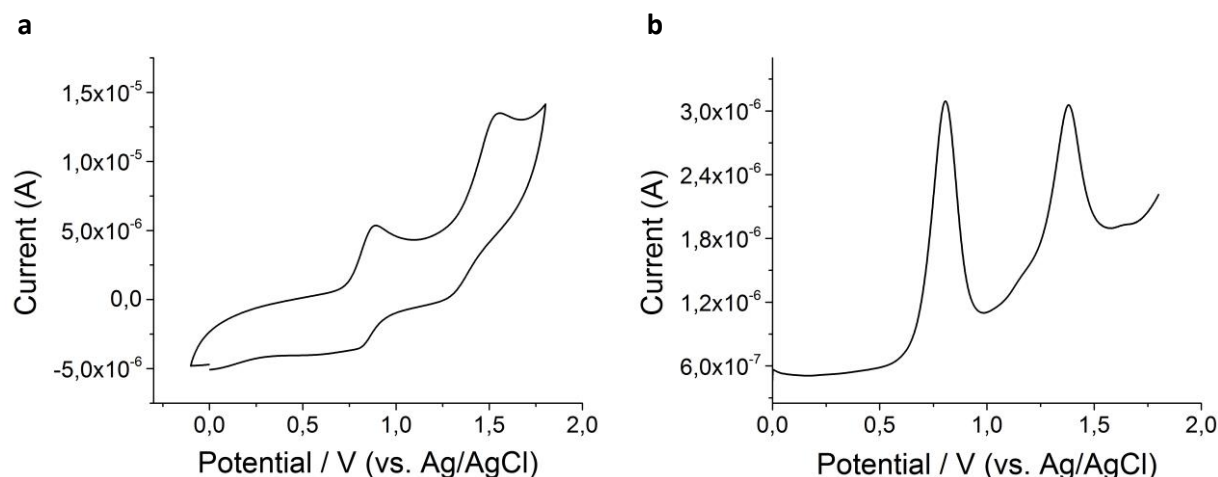 a
1,5x10-5
1,0x10-5
5,0x10-6
0,0
-5,0x10-6
Current (A)
0,0 0,5 1,0 1,5 2,0
Potential / V (vs. Ag/AgCl)
b
3,0x10-6
2,4x10-6
1,8x10-6
1,2x10-6
6,0x10-7
Current (A)
0,0 0,5 1,0 1,5 2,0
Potential / V (vs. Ag/AgCl)